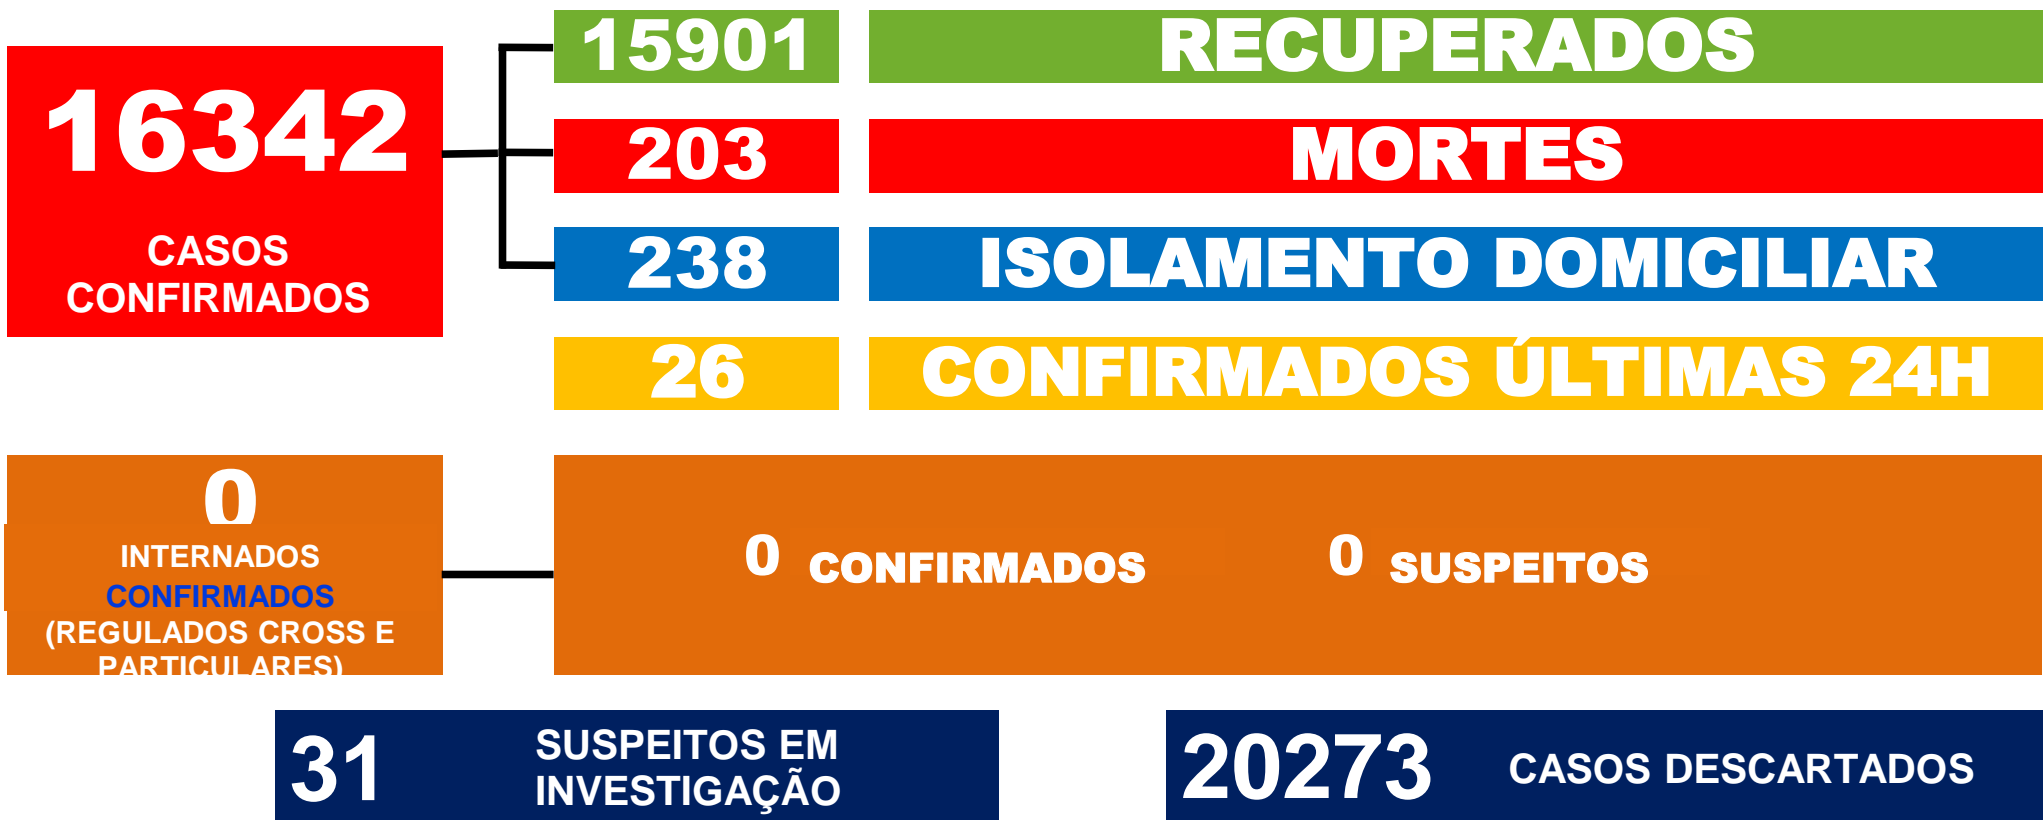 16342
CASOS
CONFIRMADOS
15901 RECUPERADOS
203 MORTES
238 ISOLAMENTO DOMICILIAR
26 CONFIRMADOS ÚLTIMAS 24H
0
INTERNADOS
CONFIRMADOS
(REGULADOS CROSS E
PARTICULARES)
0 CONFIRMADOS 0 SUSPEITOS
31 SUSPEITOS EM
INVESTIGAÇÃO
20273 CASOS DESCARTADOS